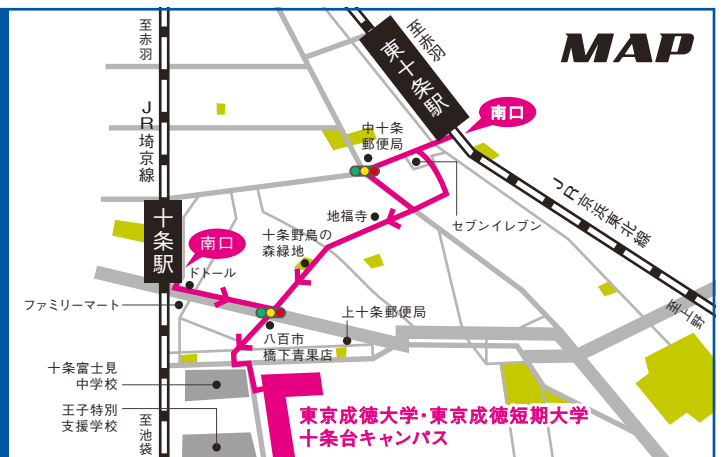 MAP
至赤羽
至赤羽
東十条駅
南口
JR埼京線
中十条
郵便局
セブンイレブン
JR京浜東北線
地福寺
十条駅
南口
十条野鳥の
森緑地
ドトール
ファミリーマート
上十条郵便局
至上野
八百市
橋下青果店
十条富士見
中学校
王子特別
支援学校
至池袋
東京成徳大学・東京成徳短期大学
十条台キャンパス